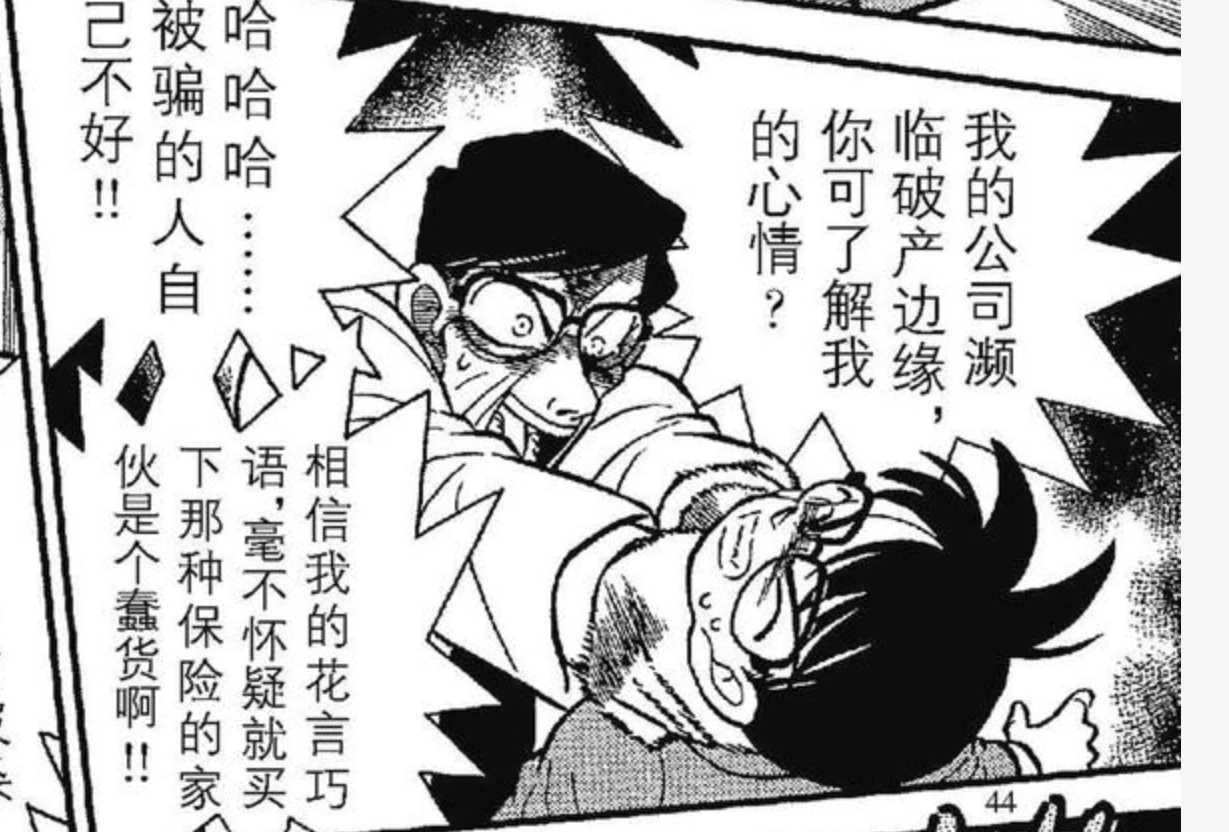 我的公司濒
临破产边缘，
你可了解我
的心情？
哈哈哈……
被骗的人自
己不好!!
相信我的花言巧
语，毫不怀疑就买
下那种保险的家
伙是个蠢货啊!!
44